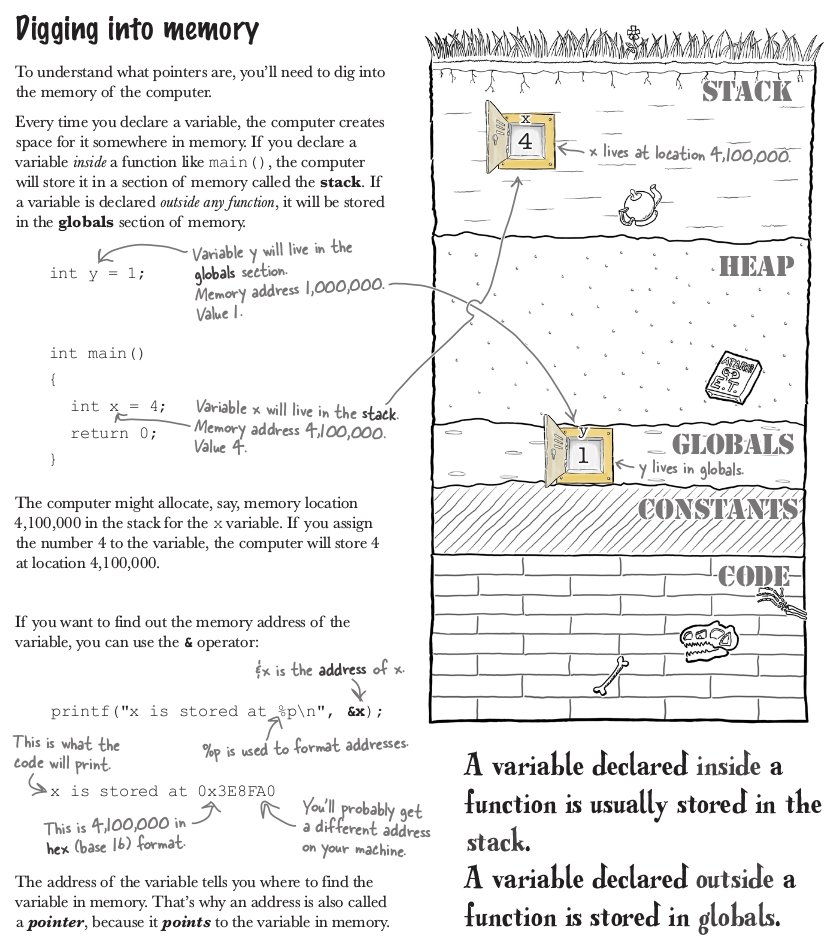 Digging into memory
To understand what pointers are, you'll need to dig into
the memory of the computer.
Every time you declare a variable, the computer creates
space for it somewhere in memory. If you declare a
variable inside a function like main(), the computer
will store it in a section of memory called the stack. If
a variable is declared outside any function, it will be stored
in the globals section of memory.
int y = 1;
Variable y will live in the
globals section.
Memory address 1,000,000.
Value 1.
int main()
{
int x = 4;
return 0;
}
Variable x will live in the stack.
Memory address 4,100,000.
Value 4.
The computer might allocate, say, memory location
4,100,000 in the stack for the x variable. If you assign
the number 4 to the variable, the computer will store 4
at location 4,100,000.
If you want to find out the memory address of the
variable, you can use the & operator:
&x is the address of x.
printf("x is stored at %p\n", &x);
This is what the
code will print.
%p is used to format addresses.
x is stored at 0x3E8FA0
This is 4,100,000 in
hex (base 16) format.
You'll probably get
a different address
on your machine.
The address of the variable tells you where to find the
variable in memory. That's why an address is also called
a pointer, because it points to the variable in memory.
STACK
x
4
x lives at location 4,100,000.
HEAP
ATARI
E.T.
GLOBALS
y
1
y lives in globals.
CONSTANTS
CODE
A variable declared inside a
function is usually stored in the
stack.
A variable declared outside a
function is stored in globals.